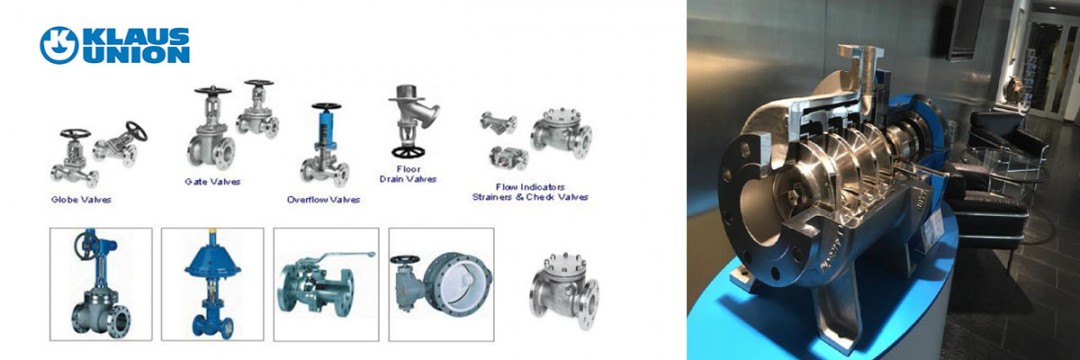 KLAUS
UNION
Globe Valves
Gate Valves
Overflow Valves
Floor
Drain Valves
Flow Indicators
Strainers & Check Valves